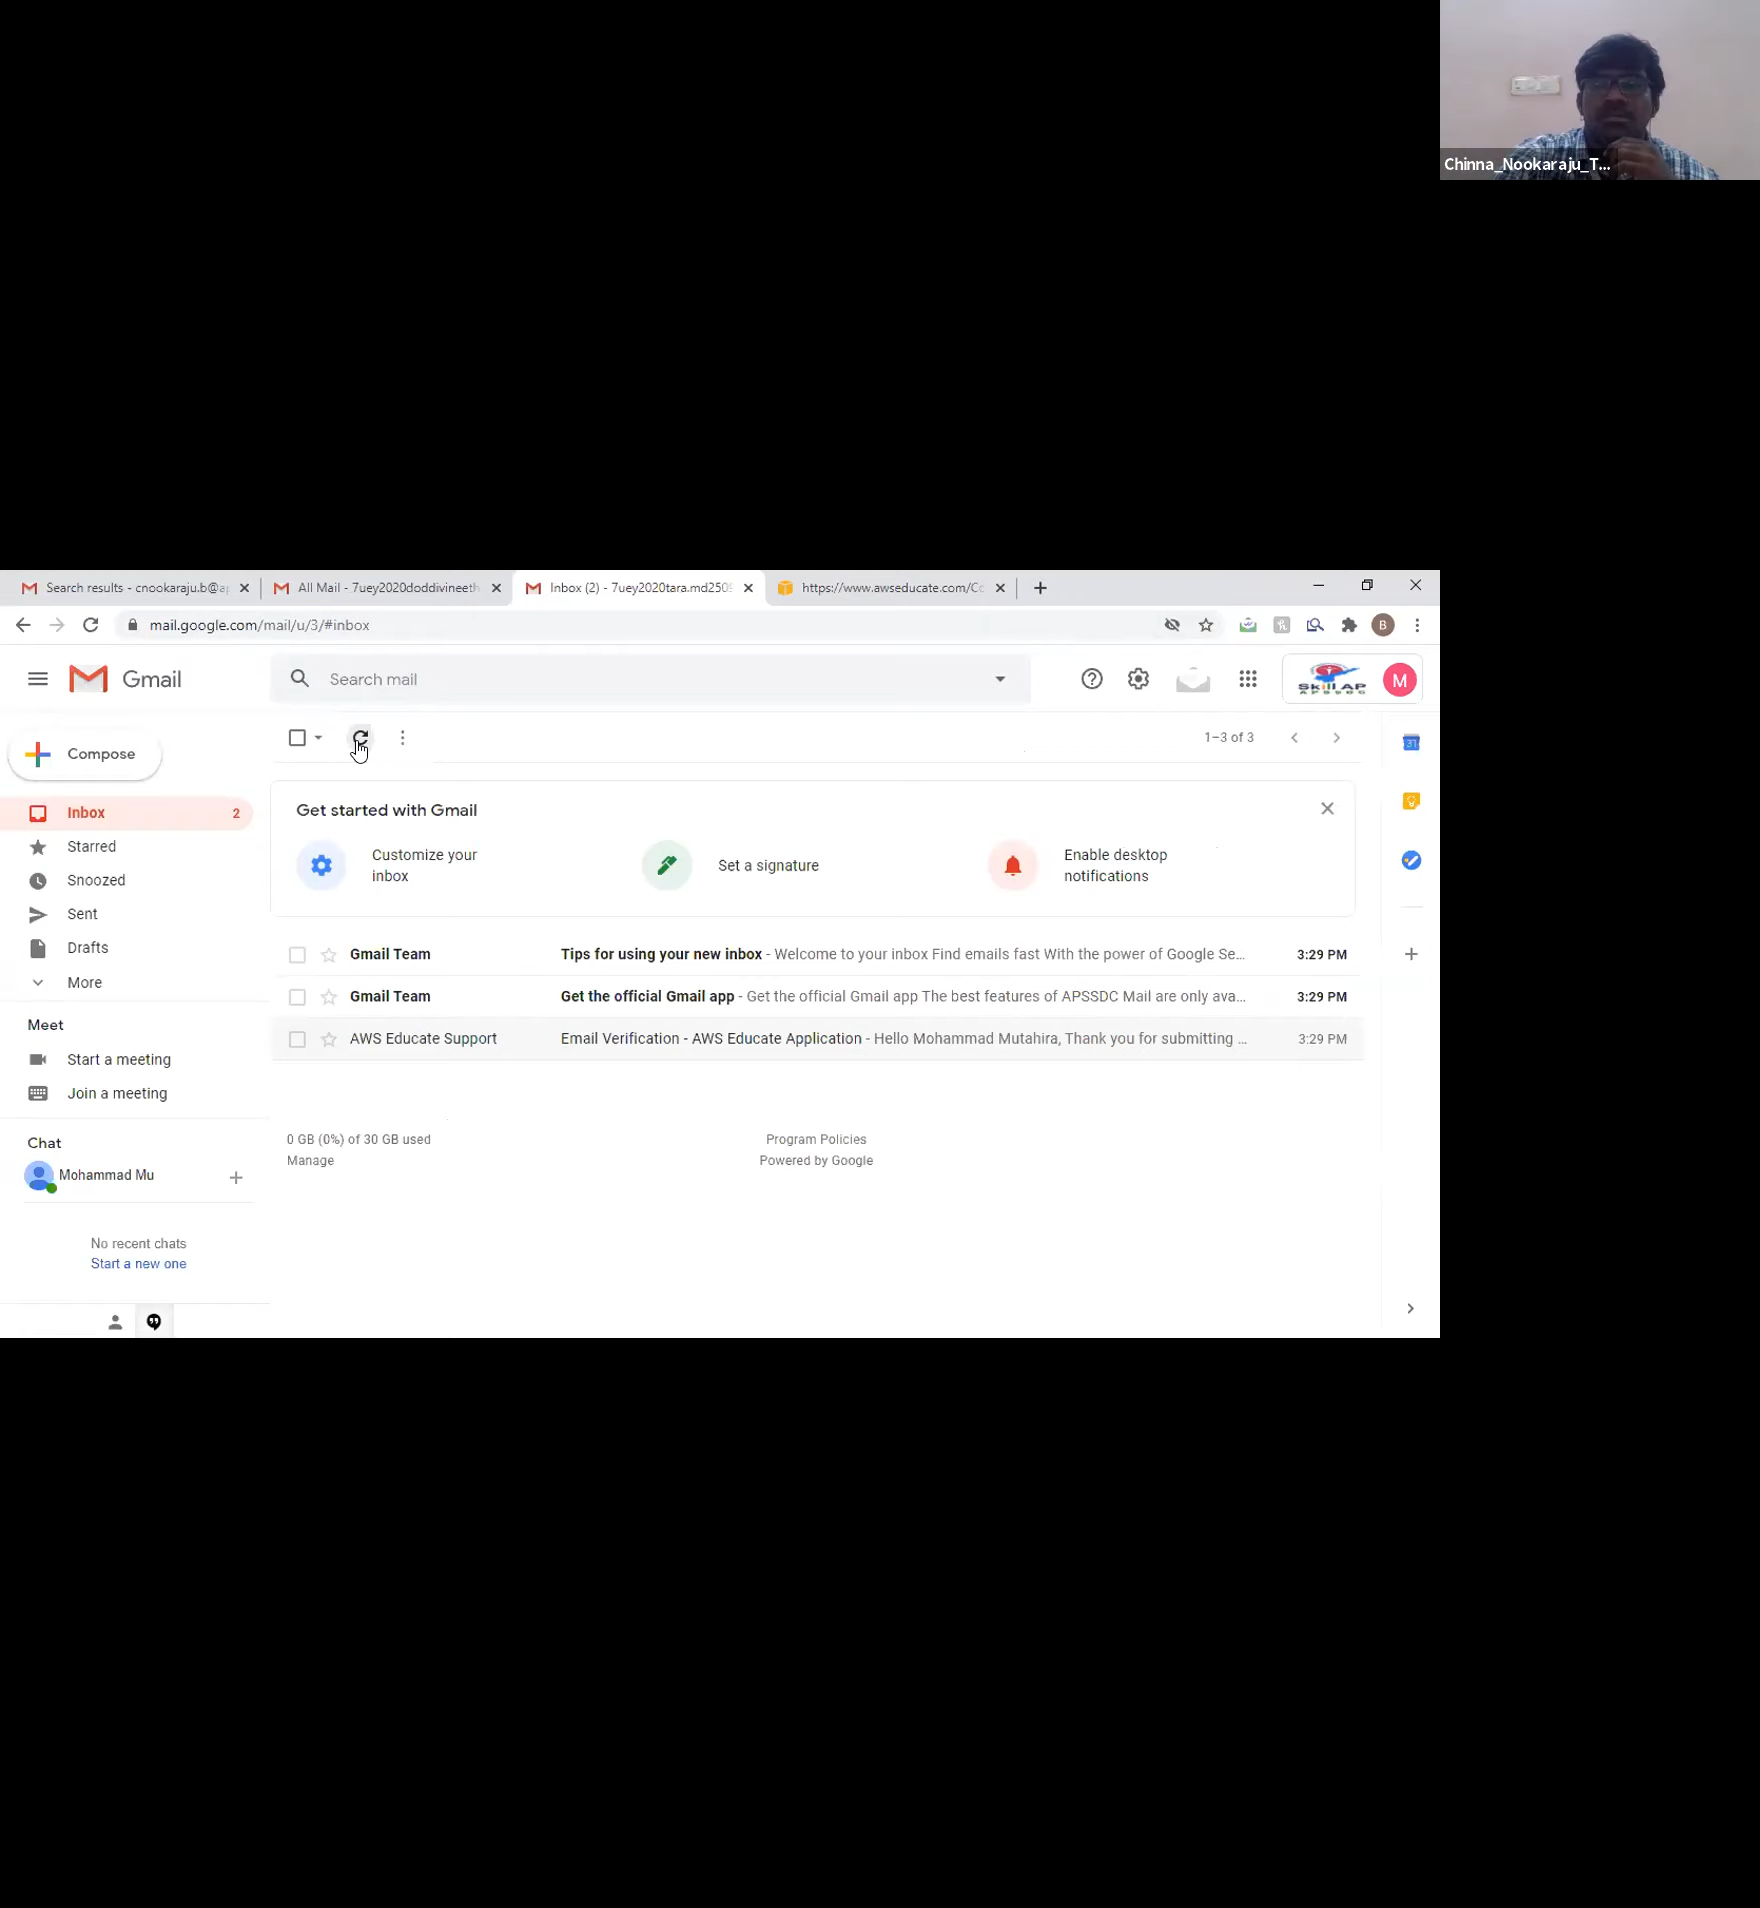 Chinna_Nookaraju_T...
Search results - cnookaraju.b@a
All Mail - 7uey2020doddivineeth
Inbox (2) - 7uey2020tara.md250
https://www.awseducate.com/Co
mail.google.com/mail/u/3/#inbox
B
Gmail
Search mail
Skill AP
APSSDC
M
Compose
1–3 of 3
31
Get started with Gmail
Customize your
inbox
Set a signature
Enable desktop
notifications
Inbox 2
Starred
Snoozed
Sent
Drafts
More
Gmail Team Tips for using your new inbox - Welcome to your inbox Find emails fast With the power of Google Se... 3:29 PM
Gmail Team Get the official Gmail app - Get the official Gmail app The best features of APSSDC Mail are only ava... 3:29 PM
AWS Educate Support Email Verification - AWS Educate Application - Hello Mohammad Mutahira, Thank you for submitting ... 3:29 PM
Meet
Start a meeting
Join a meeting
Chat
Mohammad Mu
No recent chats
Start a new one
0 GB (0%) of 30 GB used
Manage
Program Policies
Powered by Google